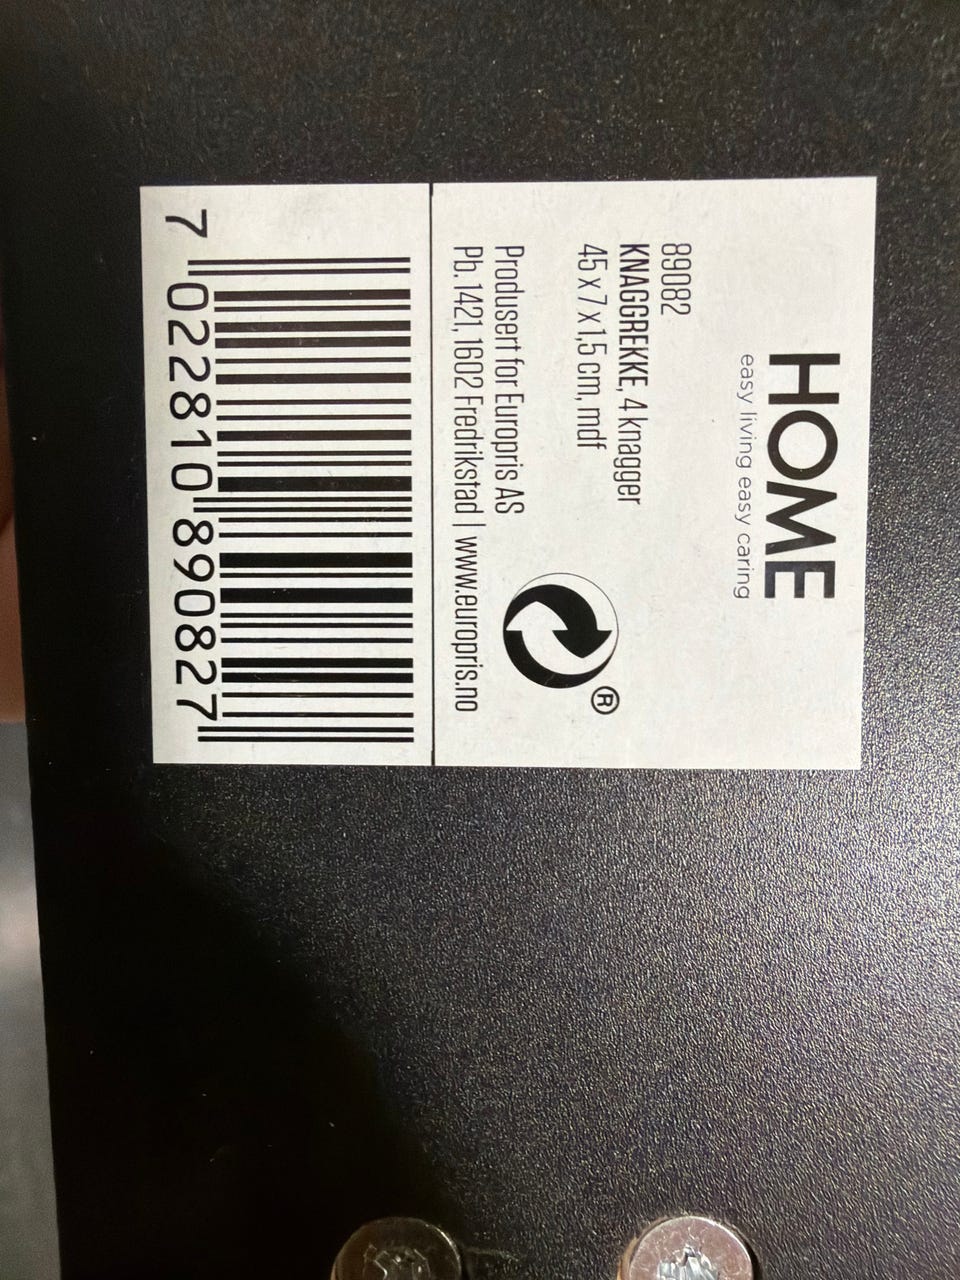 HOME
easy living easy caring
89082
KNAGGREKKE, 4 knagger
45 x 7 x 1,5 cm, mdf
Produsert for Europris AS
Pb. 1421, 1602 Fredrikstad | www.europris.no
®
7 022810 890827